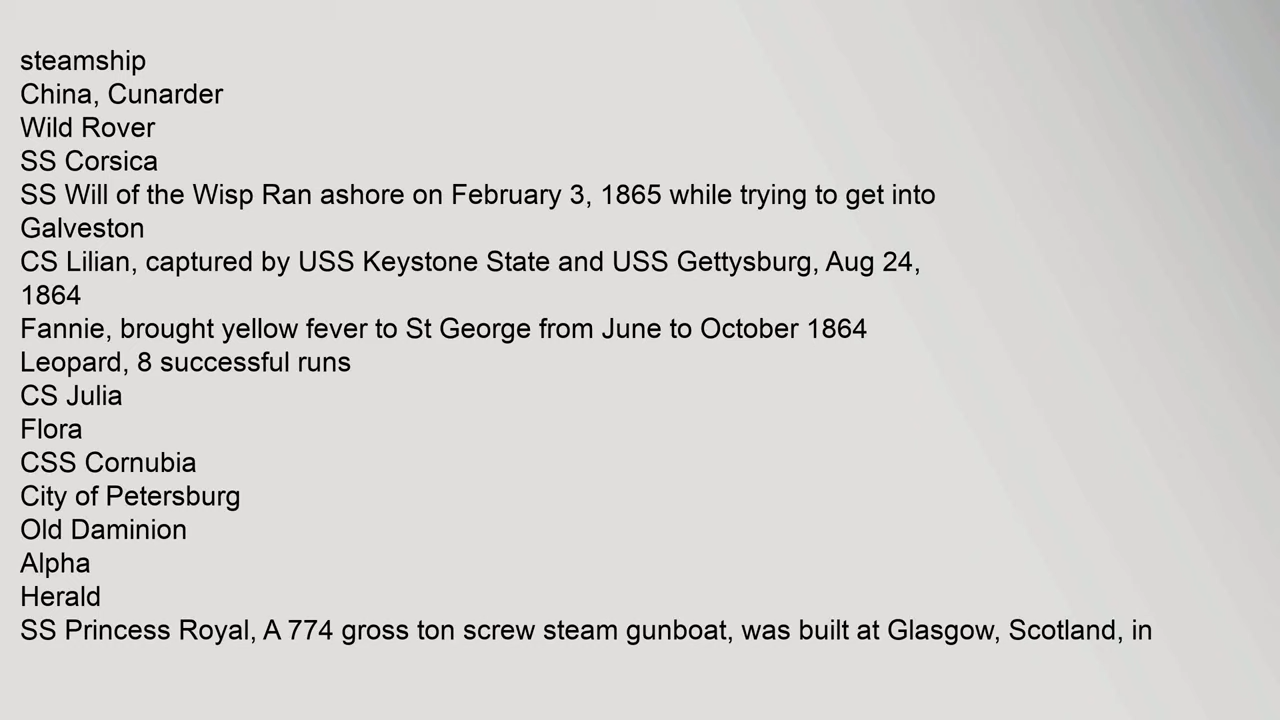 steamship
China, Cunarder
Wild Rover
SS Corsica
SS Will of the Wisp Ran ashore on February 3, 1865 while trying to get into
Galveston
CS Lilian, captured by USS Keystone State and USS Gettysburg, Aug 24,
1864
Fannie, brought yellow fever to St George from June to October 1864
Leopard, 8 successful runs
CS Julia
Flora
CSS Cornubia
City of Petersburg
Old Daminion
Alpha
Herald
SS Princess Royal, A 774 gross ton screw steam gunboat, was built at Glasgow, Scotland, in